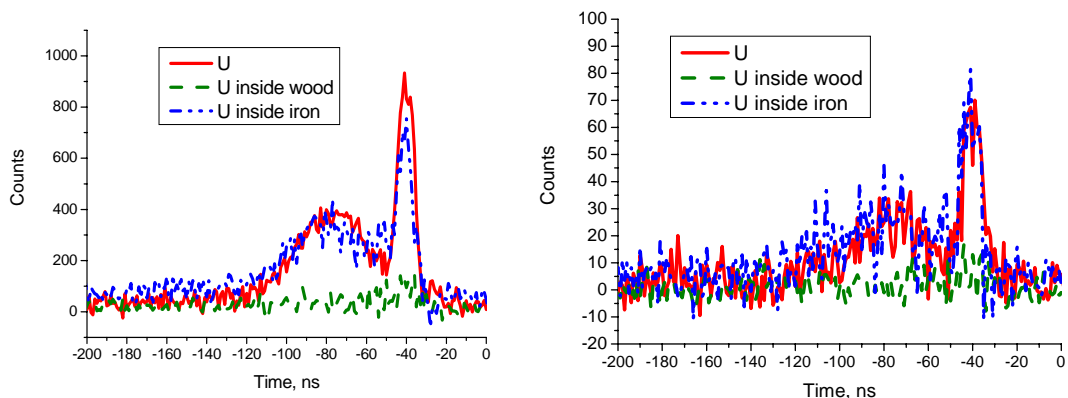 1000
800
600
400
200
0
Counts
U
U inside wood
U inside iron
-200 -180 -160 -140 -120 -100 -80 -60 -40 -20 0
Time, ns
100
90
80
70
60
50
40
30
20
10
0
-10
-20
Counts
U
U inside wood
U inside iron
-200 -180 -160 -140 -120 -100 -80 -60 -40 -20 0
Time, ns